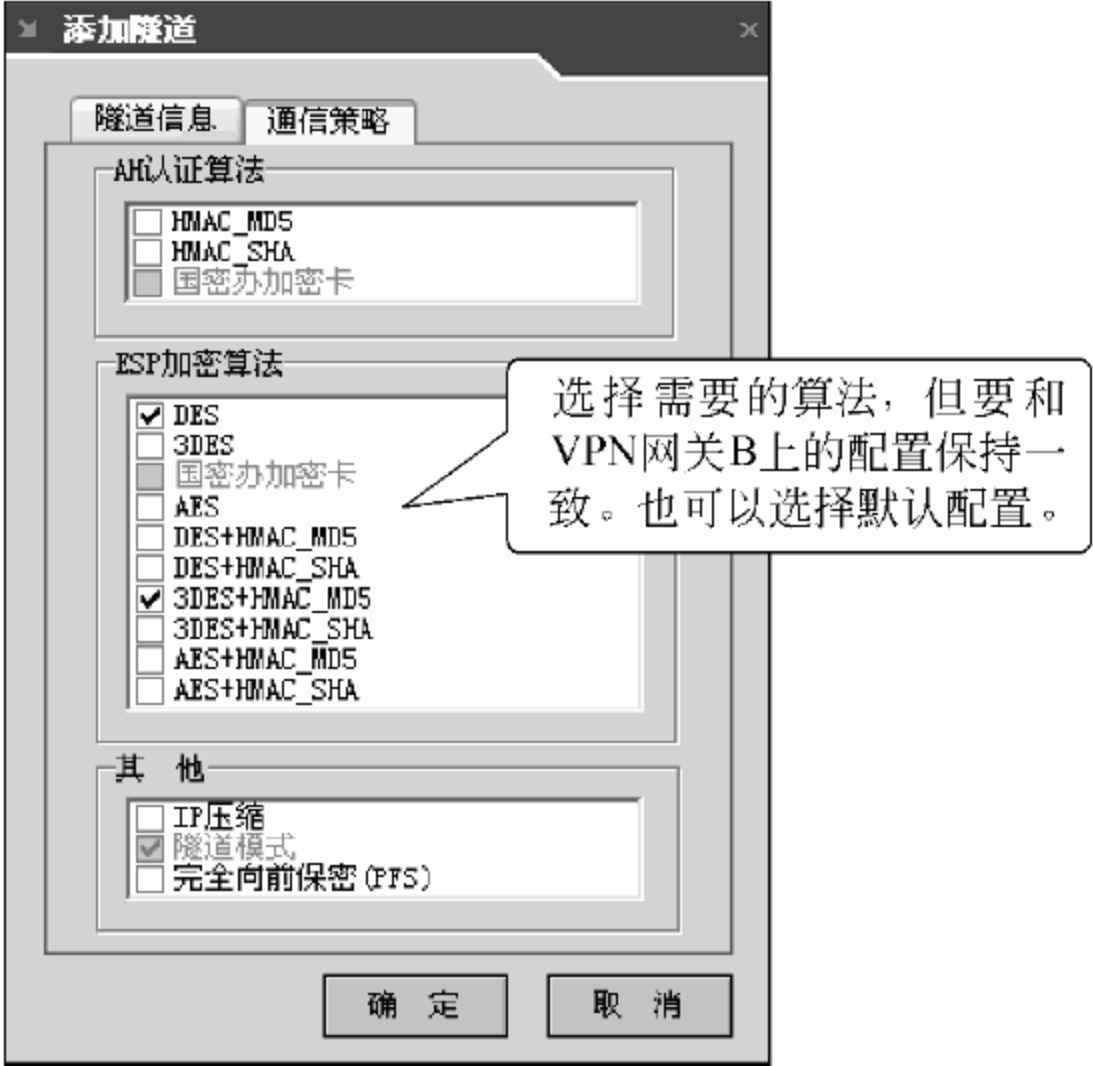 添加隧道
隧道信息
通信策略
AH认证算法
HMAC_MD5
HMAC_SHA
国密办加密卡
ESP加密算法
DES
3DES
国密办加密卡
AES
DES+HMAC_MD5
DES+HMAC_SHA
3DES+HMAC_MD5
3DES+HMAC_SHA
AES+HMAC_MD5
AES+HMAC_SHA
选择需要的算法，但要和
VPN网关B上的配置保持一
致。也可以选择默认配置。
其 他
IP压缩
隧道模式
完全向前保密(PFS)
确 定
取 消